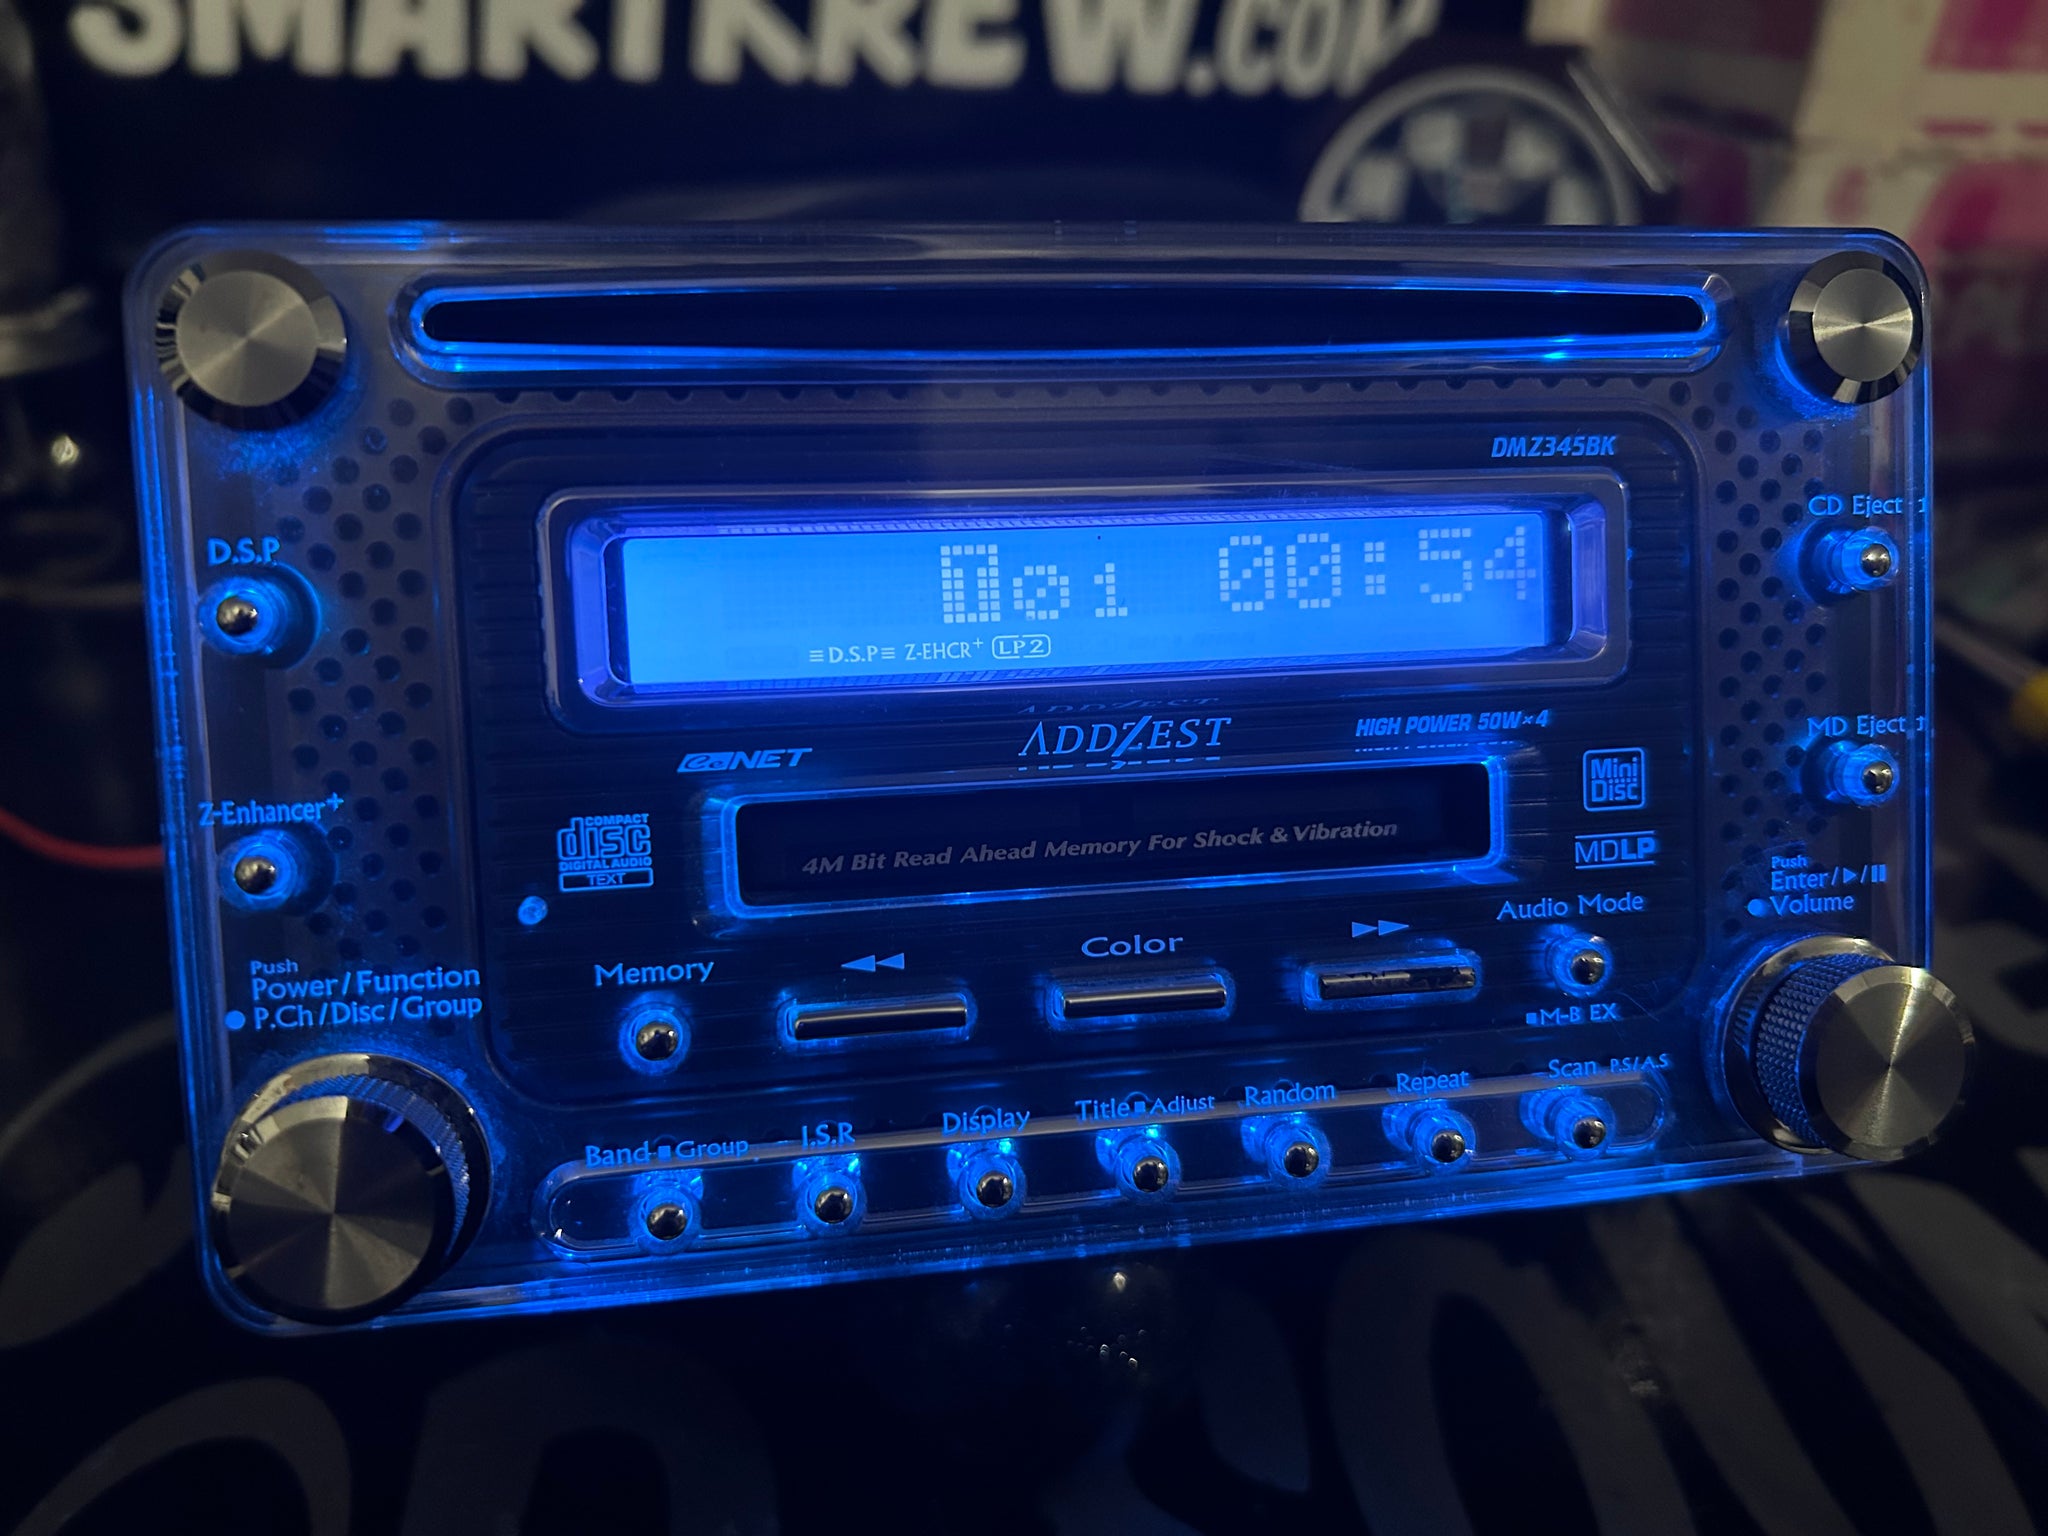 SMARTKREW.COM
DMZ345BK
CD Eject
D.S.P
T01 00:54
D.S.P Z-EHCR+ LP2
ADDZEST
HIGH POWER 50W×4
CeNET
MD Eject
Mini Disc
Z-Enhancer+
COMPACT
disc
DIGITAL AUDIO
TEXT
4M Bit Read Ahead Memory For Shock & Vibration
MDLP
Push
Enter/▶/II
Volume
Audio Mode
Color
Memory
Push
Power/Function
P.Ch/Disc/Group
M-B EX
Band Group
I.S.R
Display
Title Adjust
Random
Repeat
Scan P.S/A.S